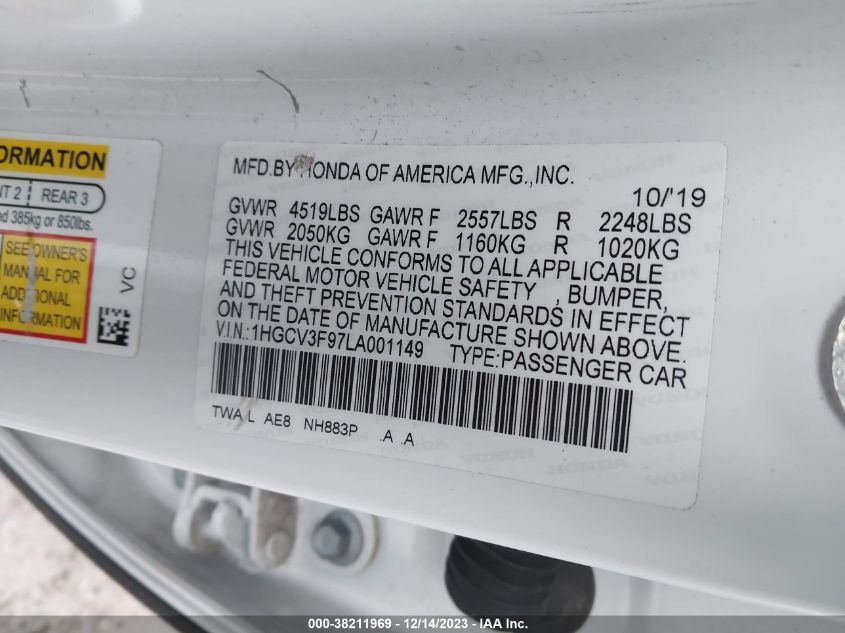 ORMATION
T 2 REAR 3
ed 385kg or 850lbs.
SEE OWNER'S
MANUAL FOR
ADDITIONAL
INFORMATION
VC
MFD.BY HONDA OF AMERICA MFG.,INC.
10/'19
GVWR 4519LBS GAWR F 2557LBS R 2248LBS
GVWR 2050KG GAWR F 1160KG R 1020KG
THIS VEHICLE CONFORMS TO ALL APPLICABLE
FEDERAL MOTOR VEHICLE SAFETY , BUMPER,
AND THEFT PREVENTION STANDARDS IN EFFECT
ON THE DATE OF MANUFACTURE SHOWN ABOVE.
V.I.N.:1HGCV3F97LA001149 TYPE:PASSENGER CAR
TWA L AE8 NH883P .A .A
000-38211969 - 12/14/2023 - IAA Inc.